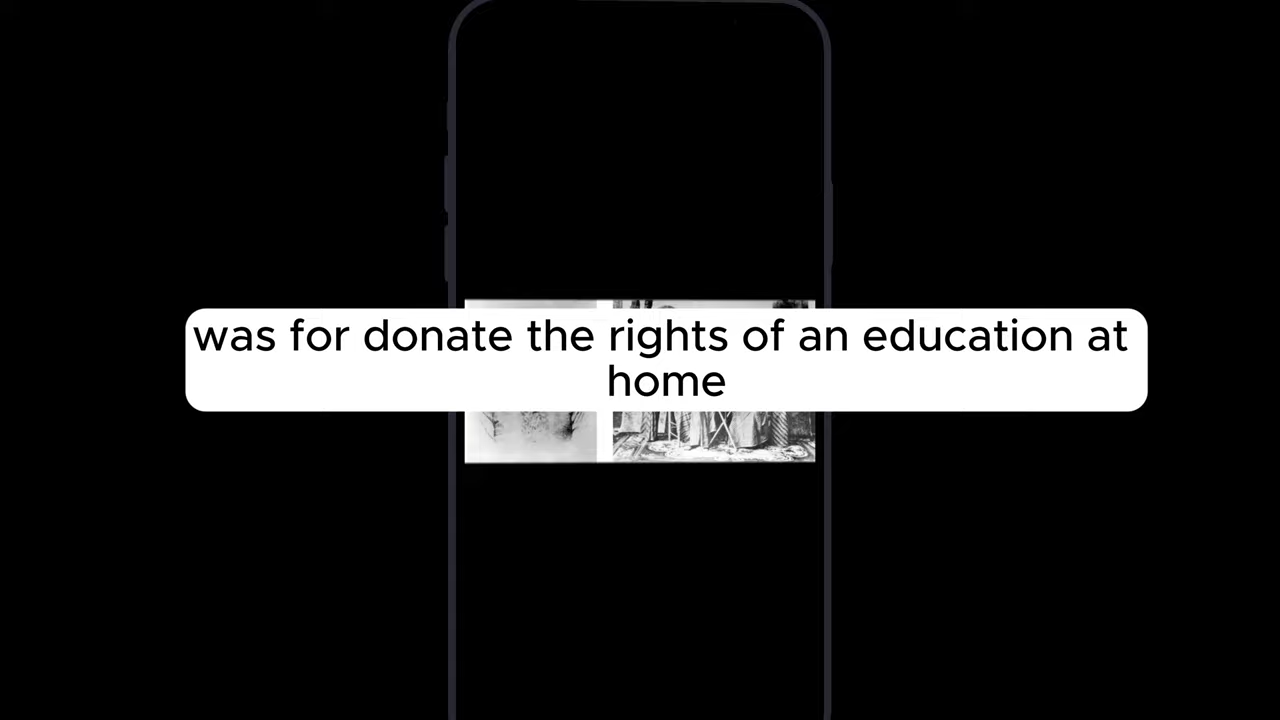 was for donate the rights of an education at
home